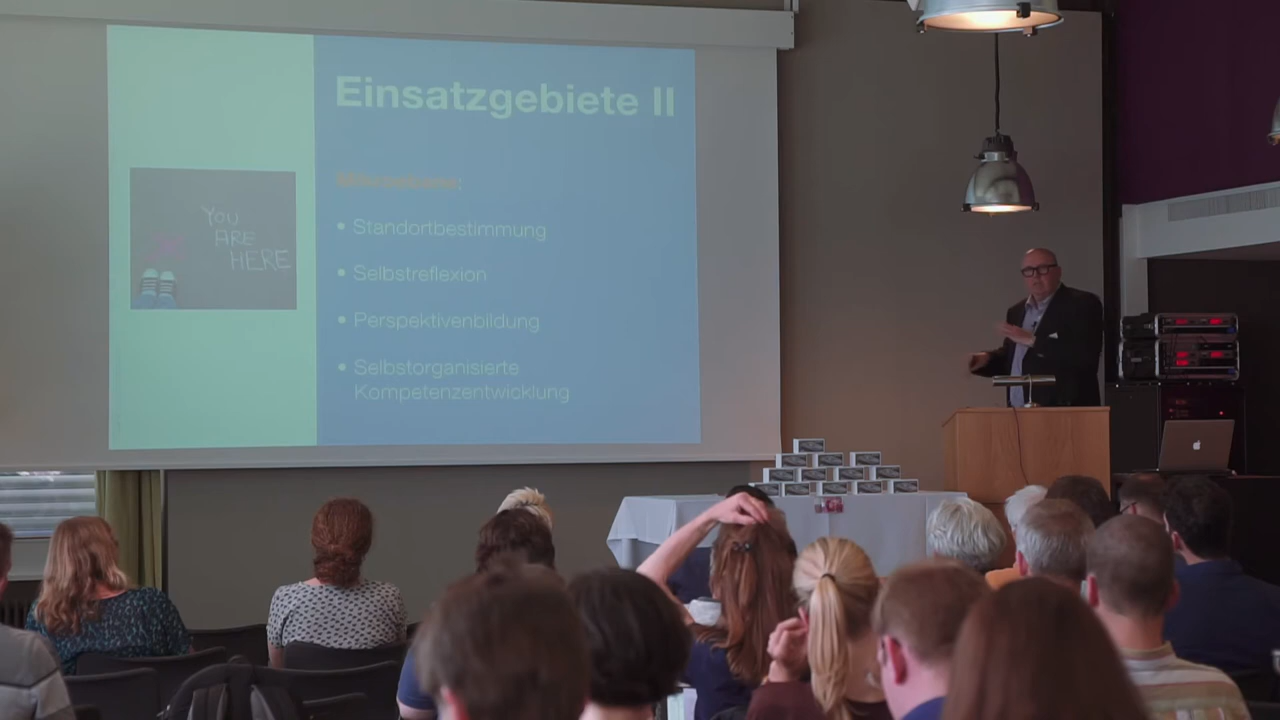 Einsatzgebiete II
YOU
ARE
HERE
• Standortbestimmung
• Selbstreflexion
• Perspektivenbildung
• Selbstorganisierte
Kompetenzentwicklung